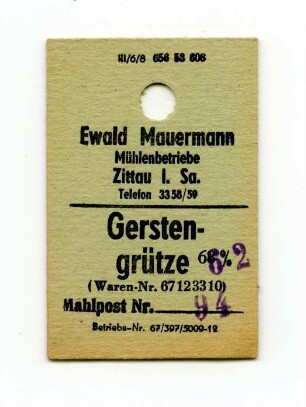 III/6/8 656 53 608
Ewald Mauermann
Mühlenbetriebe
Zittau I. Sa.
Telefon 3358/59
Gersten-
grütze 62
(Waren-Nr. 67123310)
Mahlpost Nr. 94
Betriebs-Nr. 67/397/5009-12